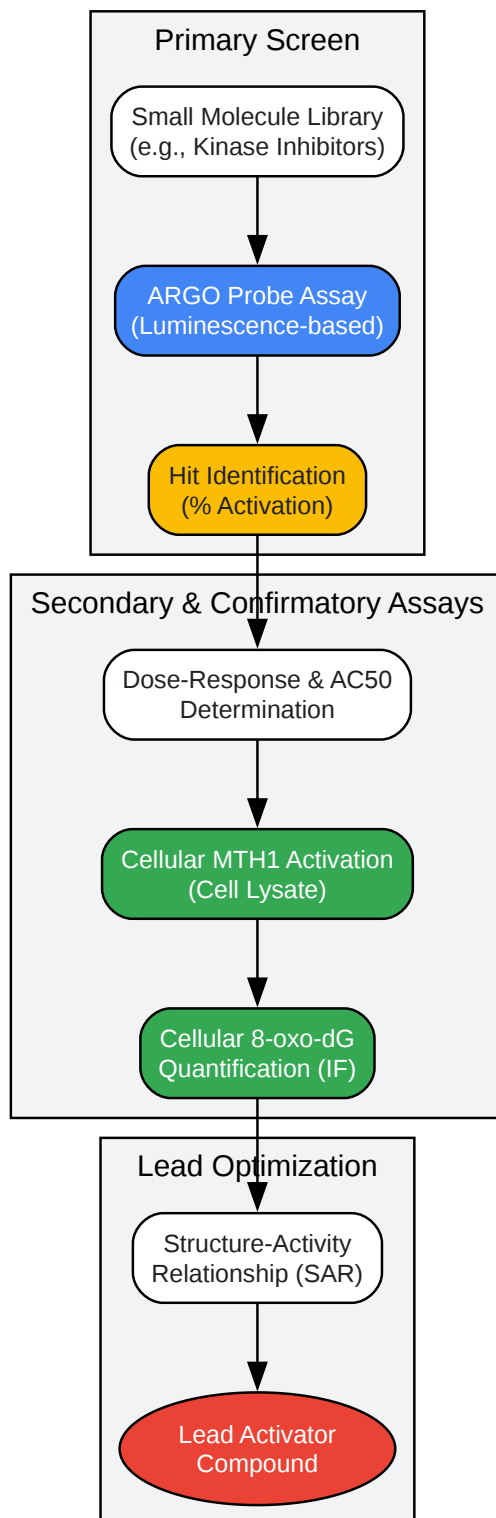 Primary Screen
Small Molecule Library
(e.g., Kinase Inhibitors)
ARGO Probe Assay
(Luminescence-based)
Hit Identification
(% Activation)
Secondary & Confirmatory Assays
Dose-Response & AC50
Determination
Cellular MTH1 Activation
(Cell Lysate)
Cellular 8-oxo-dG
Quantification (IF)
Lead Optimization
Structure-Activity
Relationship (SAR)
Lead Activator
Compound